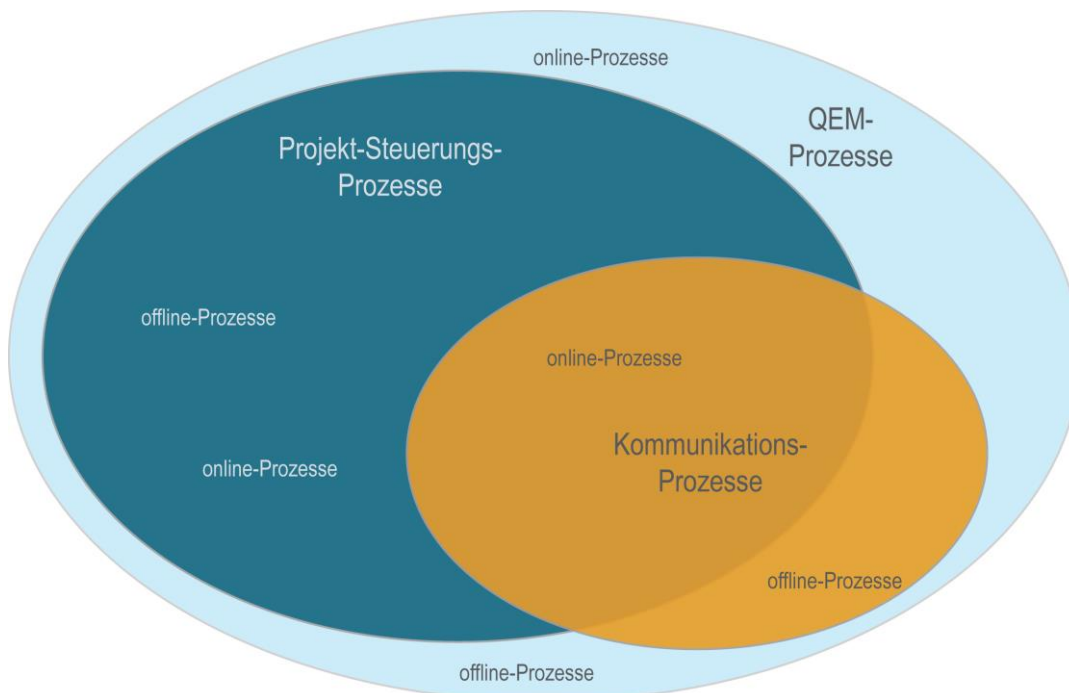 online-Prozesse
QEM-
Prozesse
Projekt-Steuerungs-
Prozesse
offline-Prozesse
online-Prozesse
online-Prozesse
Kommunikations-
Prozesse
offline-Prozesse
offline-Prozesse